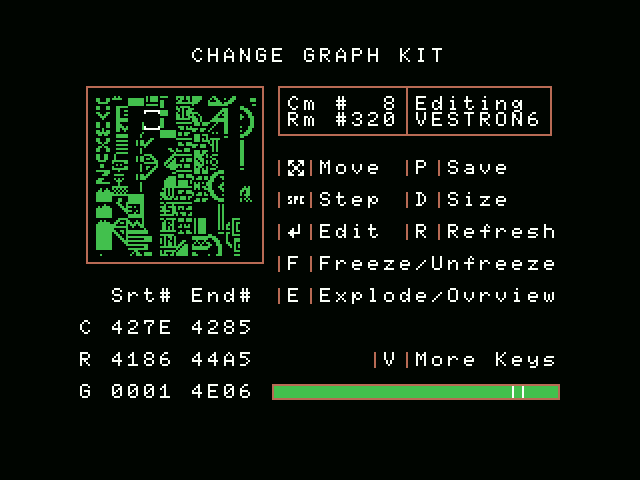 CHANGE GRAPH KIT
Cm # 8 Editing
Rm #320 VESTRON6
Move P Save
SPC Step D Size
↵ Edit R Refresh
F Freeze/Unfreeze
E Explode/Ovrview
Srt# End#
C 427E 4285
R 4186 44A5
V More Keys
G 0001 4E06